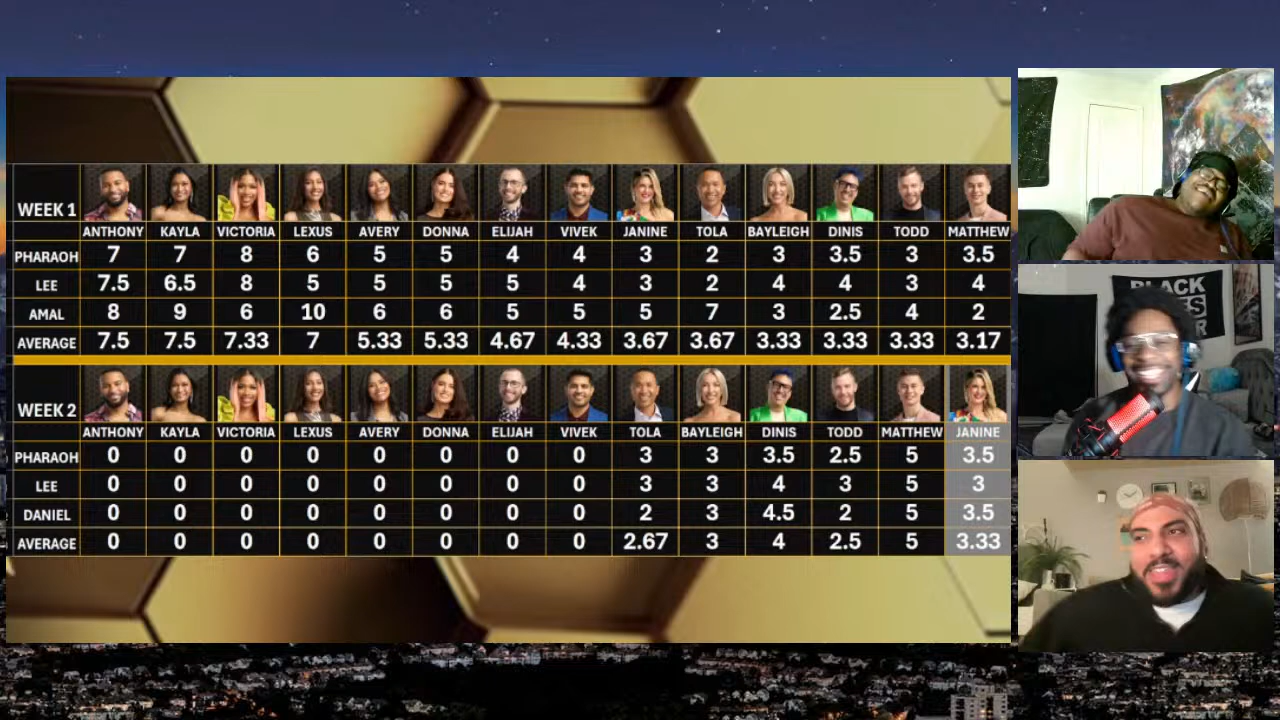 WEEK 1
ANTHONY KAYLA VICTORIA LEXUS AVERY DONNA ELIJAH VIVEK JANINE TOLA BAYLEIGH DINIS TODD MATTHEW
PHARAOH 7 7 8 6 5 5 4 4 3 2 3 3.5 3 3.5
LEE 7.5 6.5 8 5 5 5 5 4 3 2 4 4 3 4
AMAL 8 9 6 10 6 6 5 5 5 7 3 2.5 4 2
AVERAGE 7.5 7.5 7.33 7 5.33 5.33 4.67 4.33 3.67 3.67 3.33 3.33 3.33 3.17
WEEK 2
ANTHONY KAYLA VICTORIA LEXUS AVERY DONNA ELIJAH VIVEK TOLA BAYLEIGH DINIS TODD MATTHEW JANINE
PHARAOH 0 0 0 0 0 0 0 0 3 3 3.5 2.5 5 3.5
LEE 0 0 0 0 0 0 0 0 3 3 4 3 5 3
DANIEL 0 0 0 0 0 0 0 0 2 3 4.5 2 5 3.5
AVERAGE 0 0 0 0 0 0 0 0 2.67 3 4 2.5 5 3.33
BLACK